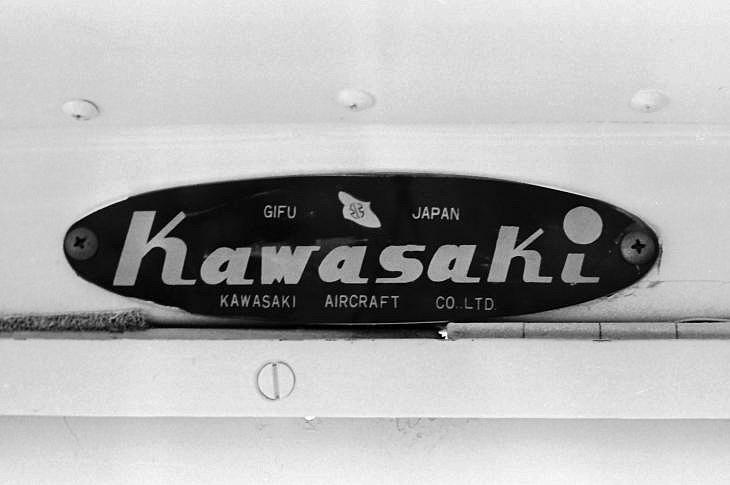 GIFU JAPAN
Kawasaki
KAWASAKI AIRCRAFT CO.,LTD.